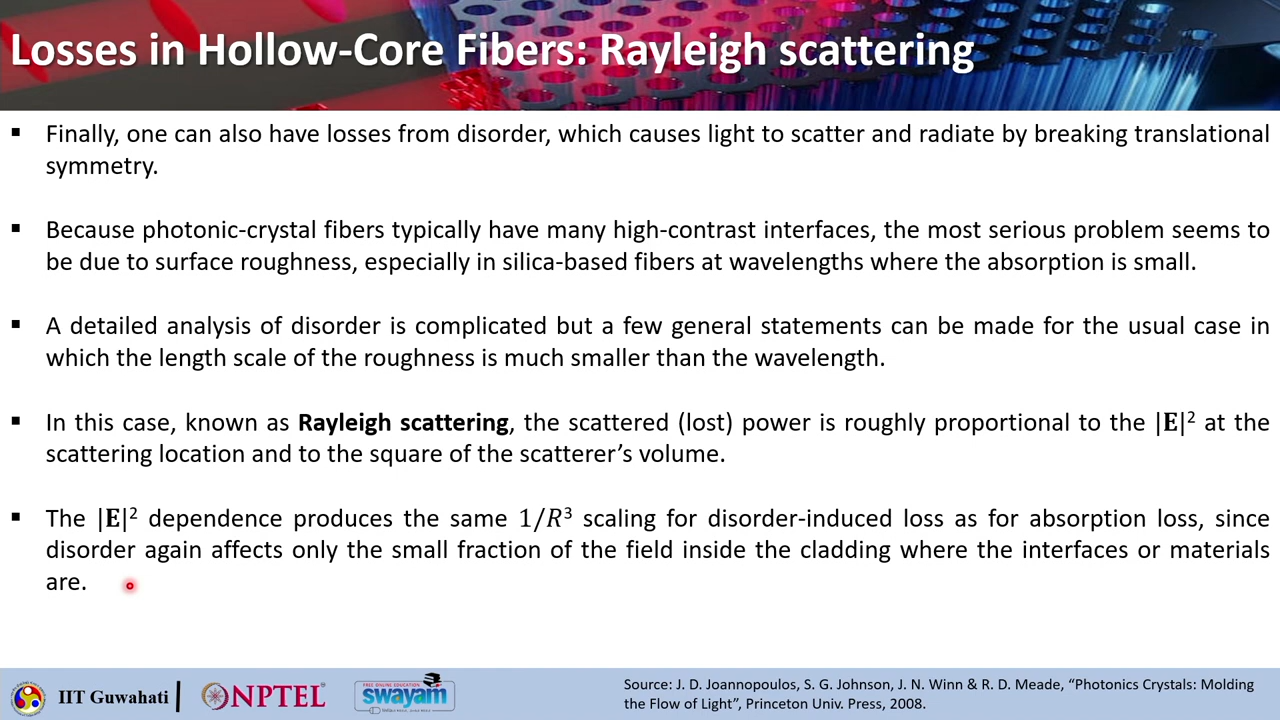 Losses in Hollow-Core Fibers: Rayleigh scattering
▪ Finally, one can also have losses from disorder, which causes light to scatter and radiate by breaking translational
symmetry.
▪ Because photonic-crystal fibers typically have many high-contrast interfaces, the most serious problem seems to
be due to surface roughness, especially in silica-based fibers at wavelengths where the absorption is small.
▪ A detailed analysis of disorder is complicated but a few general statements can be made for the usual case in
which the length scale of the roughness is much smaller than the wavelength.
▪ In this case, known as Rayleigh scattering, the scattered (lost) power is roughly proportional to the |E|² at the
scattering location and to the square of the scatterer's volume.
▪ The |E|² dependence produces the same 1/R³ scaling for disorder-induced loss as for absorption loss, since
disorder again affects only the small fraction of the field inside the cladding where the interfaces or materials
are.
IIT Guwahati
NPTEL
FREE ONLINE EDUCATION
swayam
Source: J. D. Joannopoulos, S. G. Johnson, J. N. Winn & R. D. Meade, "Photonics Crystals: Molding
the Flow of Light", Princeton Univ. Press, 2008.